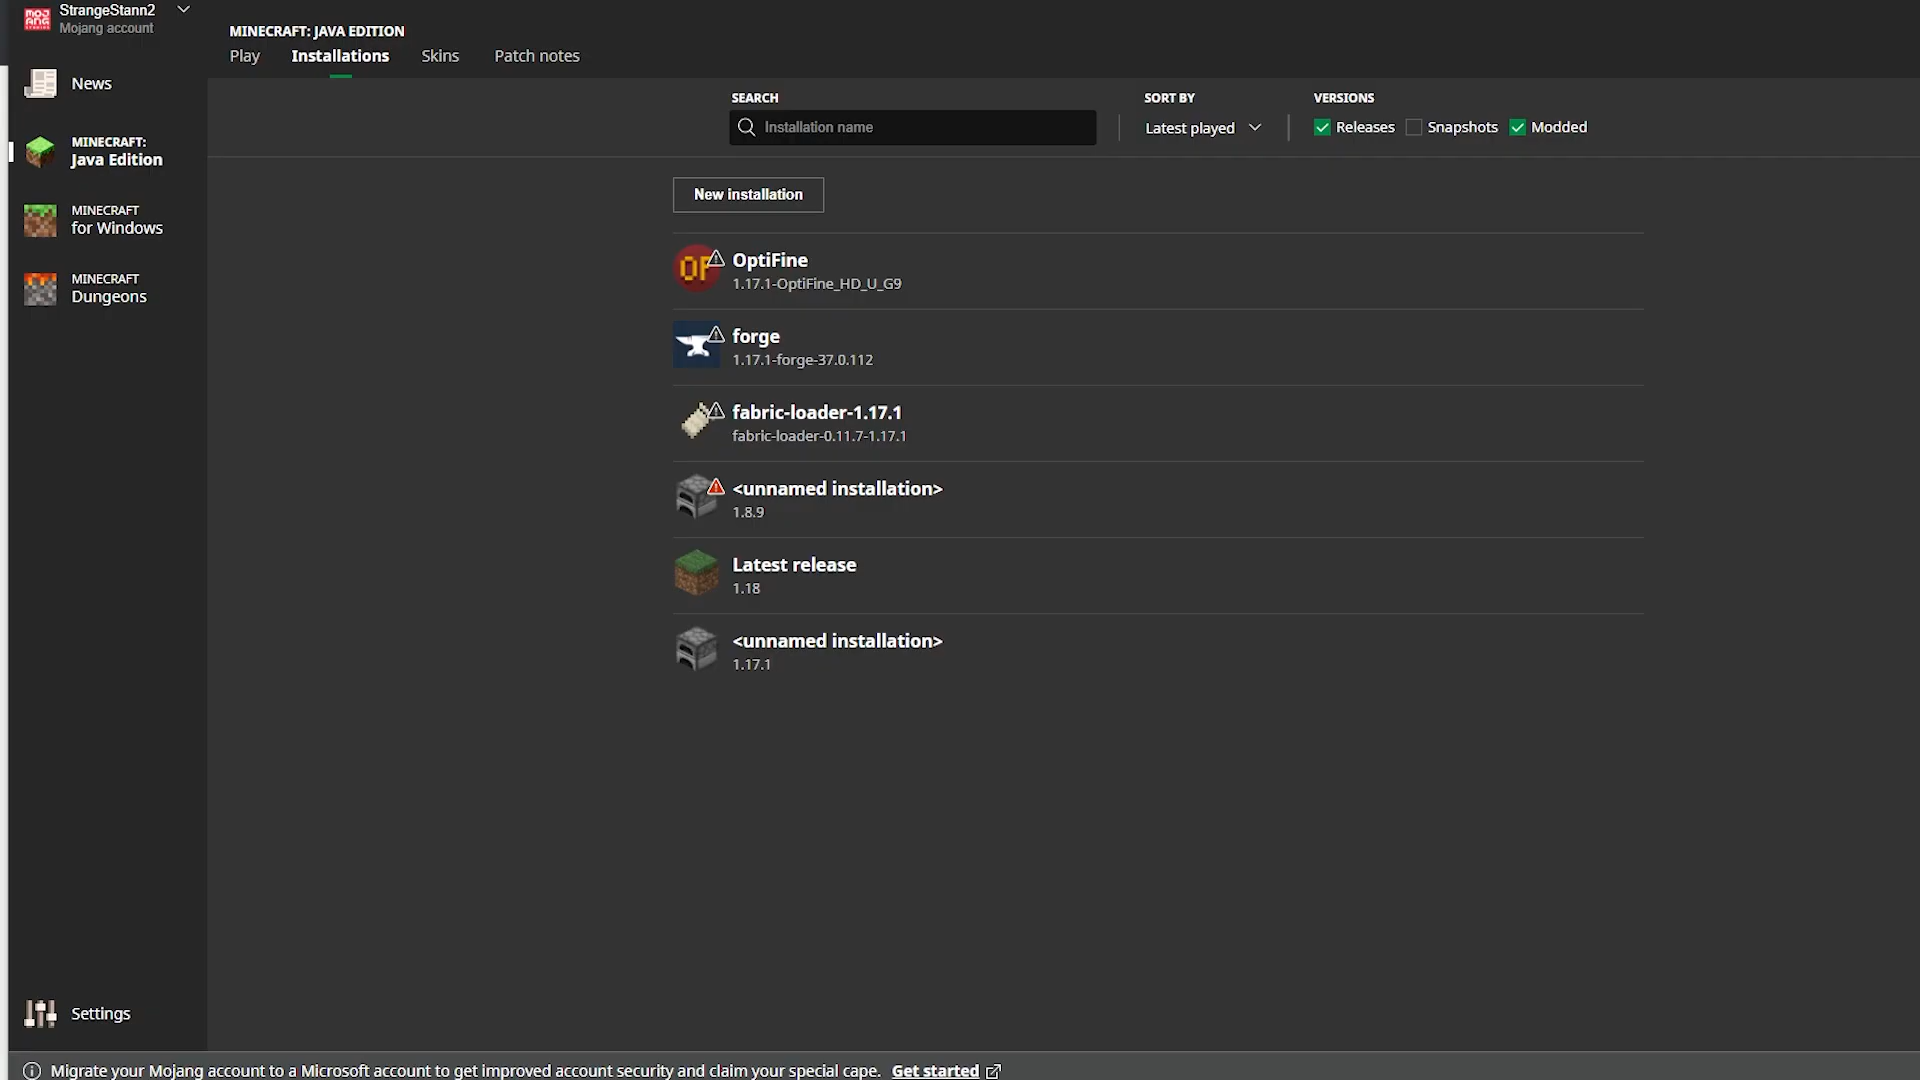 StrangeStann2
Mojang account
News
MINECRAFT:
Java Edition
MINECRAFT
for Windows
MINECRAFT
Dungeons
Settings
MINECRAFT: JAVA EDITION
Play Installations Skins Patch notes
SEARCH
Installation name
SORT BY
Latest played
VERSIONS
Releases Snapshots Modded
New installation
OF
OptiFine
1.17.1-OptiFine_HD_U_G9
forge
1.17.1-forge-37.0.112
fabric-loader-1.17.1
fabric-loader-0.11.7-1.17.1
<unnamed installation>
1.8.9
Latest release
1.18
<unnamed installation>
1.17.1
Migrate your Mojang account to a Microsoft account to get improved account security and claim your special cape. Get started